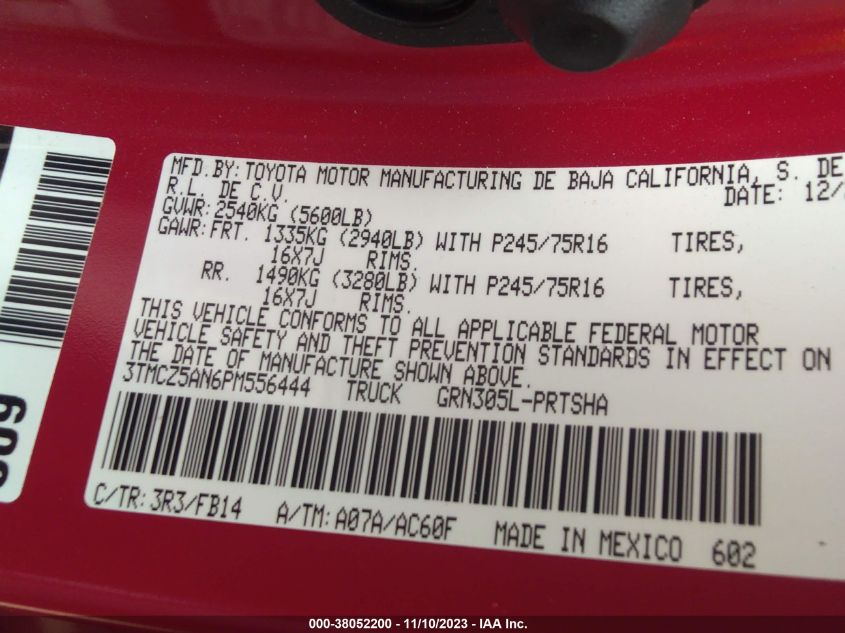 MFD.BY: TOYOTA MOTOR MANUFACTURING DE BAJA CALIFORNIA, S. DE
R.L. DE C.V. DATE: 12/
GVWR: 2540KG (5600LB)
GAWR: FRT. 1335KG (2940LB) WITH P245/75R16 TIRES,
16X7J RIMS.
RR. 1490KG (3280LB) WITH P245/75R16 TIRES,
16X7J RIMS.
THIS VEHICLE CONFORMS TO ALL APPLICABLE FEDERAL MOTOR
VEHICLE SAFETY AND THEFT PREVENTION STANDARDS IN EFFECT ON
THE DATE OF MANUFACTURE SHOWN ABOVE.
3TMCZ5AN6PM556444 TRUCK GRN305L-PRTSHA
C/TR: 3R3/FB14 A/TM: A07A/AC60F MADE IN MEXICO 602
000-38052200 - 11/10/2023 - IAA Inc.